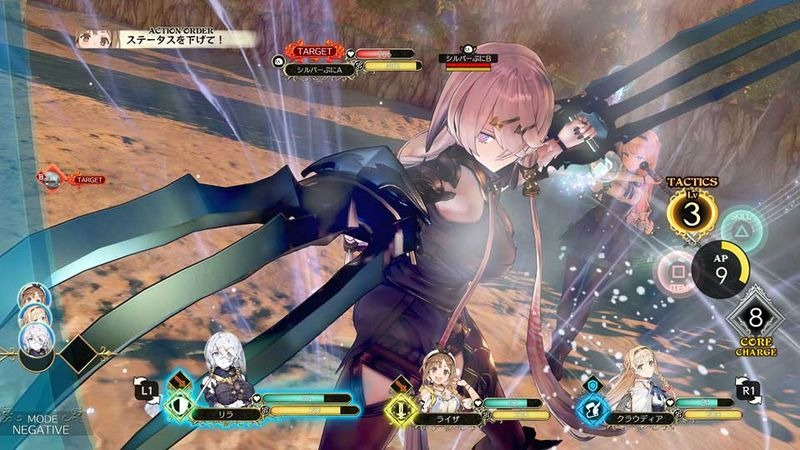 ACTION ORDER
ステータスを下げて!
TARGET
シルバーぷにA
シルバーぷにB
B
TARGET
TACTICS
Lv
3
SKILL
AP
9
ITEM
8
CORE
CHARGE
L1
リラ
ライザ
クラウディア
R1
MODE
NEGATIVE